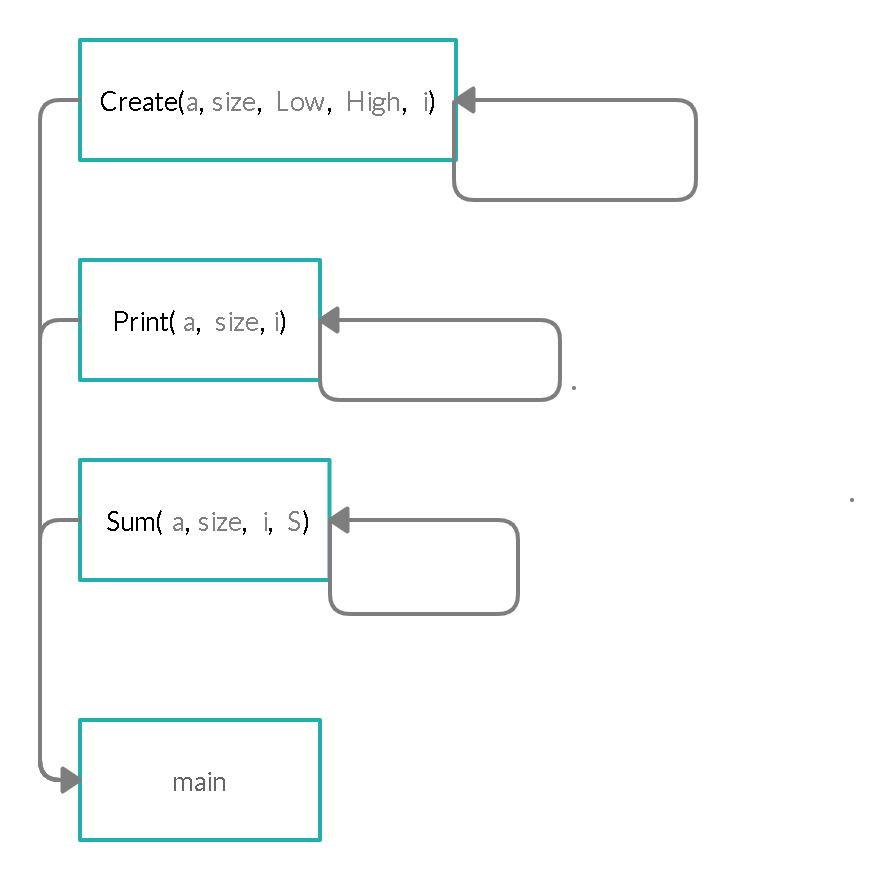 Create(a, size, Low, High, i)
Print( a, size, i)
Sum( a, size, i, S)
main